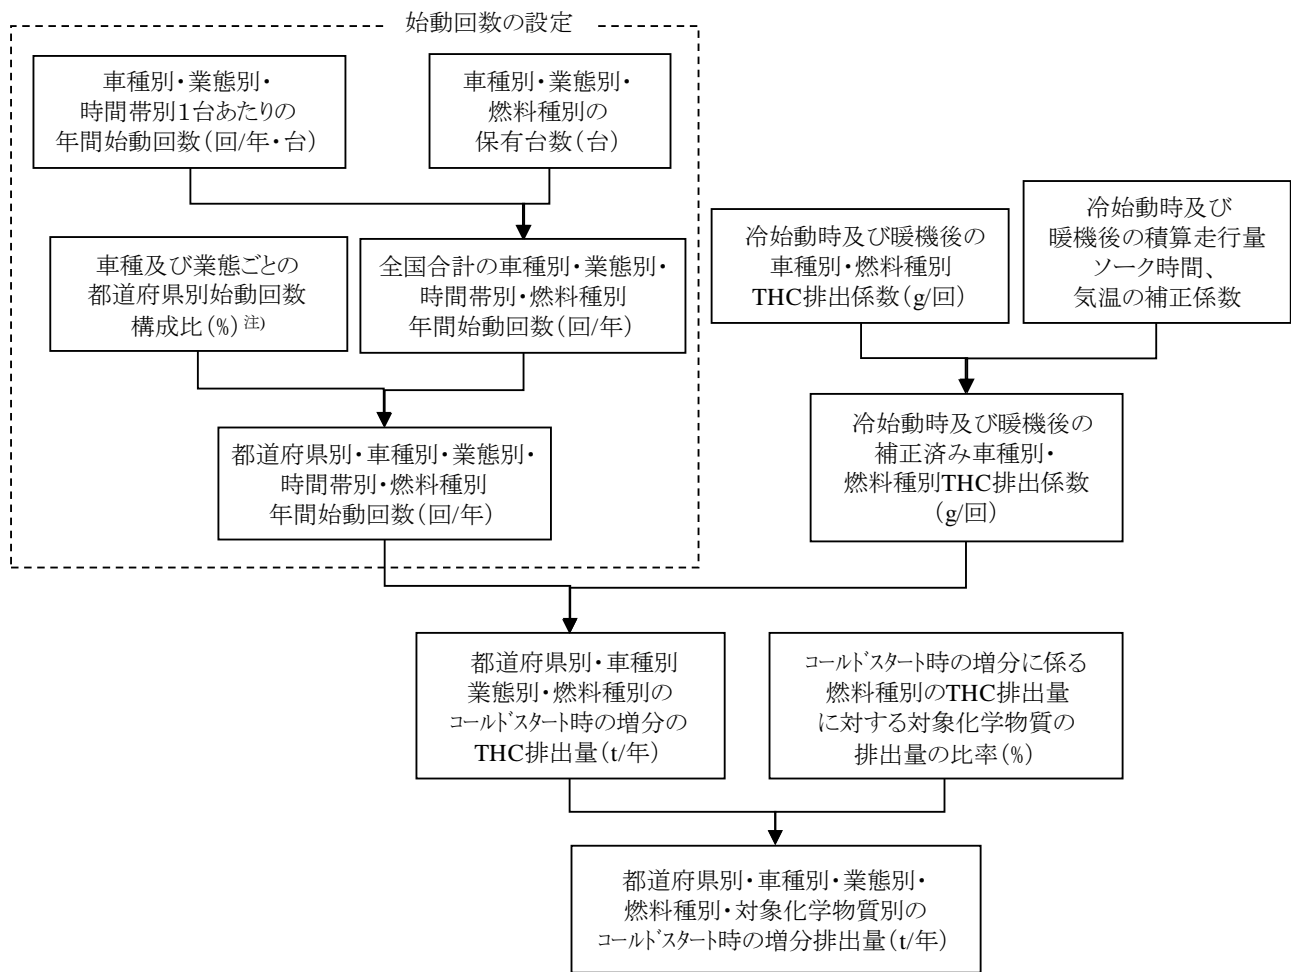 始動回数の設定
車種別・業態別・
時間帯別1台あたりの
年間始動回数(回/年・台)
車種別・業態別・
燃料種別の
保有台数(台)
車種及び業態ごとの
都道府県別始動回数
構成比(%)注)
全国合計の車種別・業態別・
時間帯別・燃料種別
年間始動回数(回/年)
冷始動時及び暖機後の
車種別・燃料種別
THC排出係数(g/回)
冷始動時及び
暖機後の積算走行量
ソーク時間、
気温の補正係数
都道府県別・車種別・業態別・
時間帯別・燃料種別
年間始動回数(回/年)
冷始動時及び暖機後の
補正済み車種別・
燃料種別THC排出係数
(g/回)
都道府県別・車種別
業態別・燃料種別の
コールドスタート時の増分の
THC排出量(t/年)
コールドスタート時の増分に係る
燃料種別のTHC排出量
に対する対象化学物質の
排出量の比率(%)
都道府県別・車種別・業態別・
燃料種別・対象化学物質別の
コールドスタート時の増分排出量(t/年)